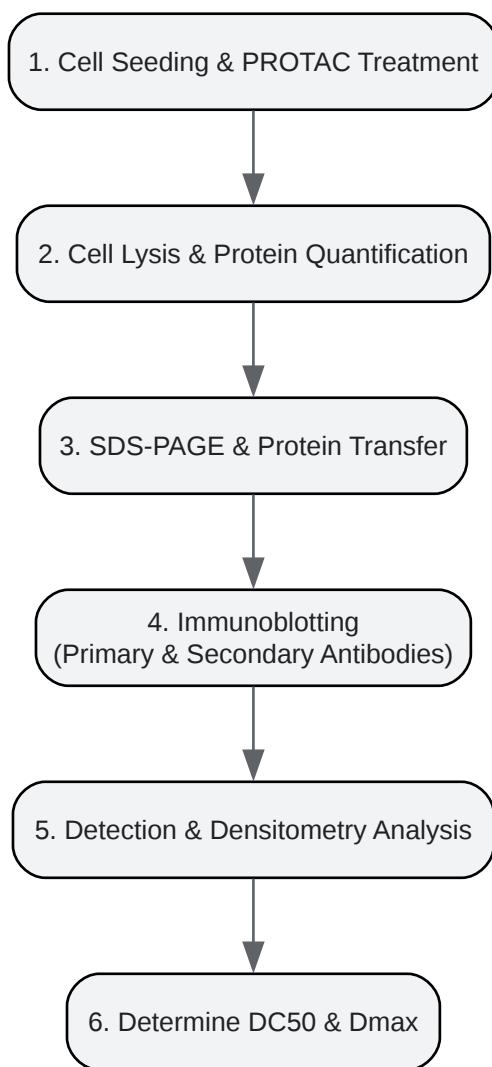 1. Cell Seeding & PROTAC Treatment
2. Cell Lysis & Protein Quantification
3. SDS-PAGE & Protein Transfer
4. Immunoblotting
(Primary & Secondary Antibodies)
5. Detection & Densitometry Analysis
6. Determine DC50 & Dmax